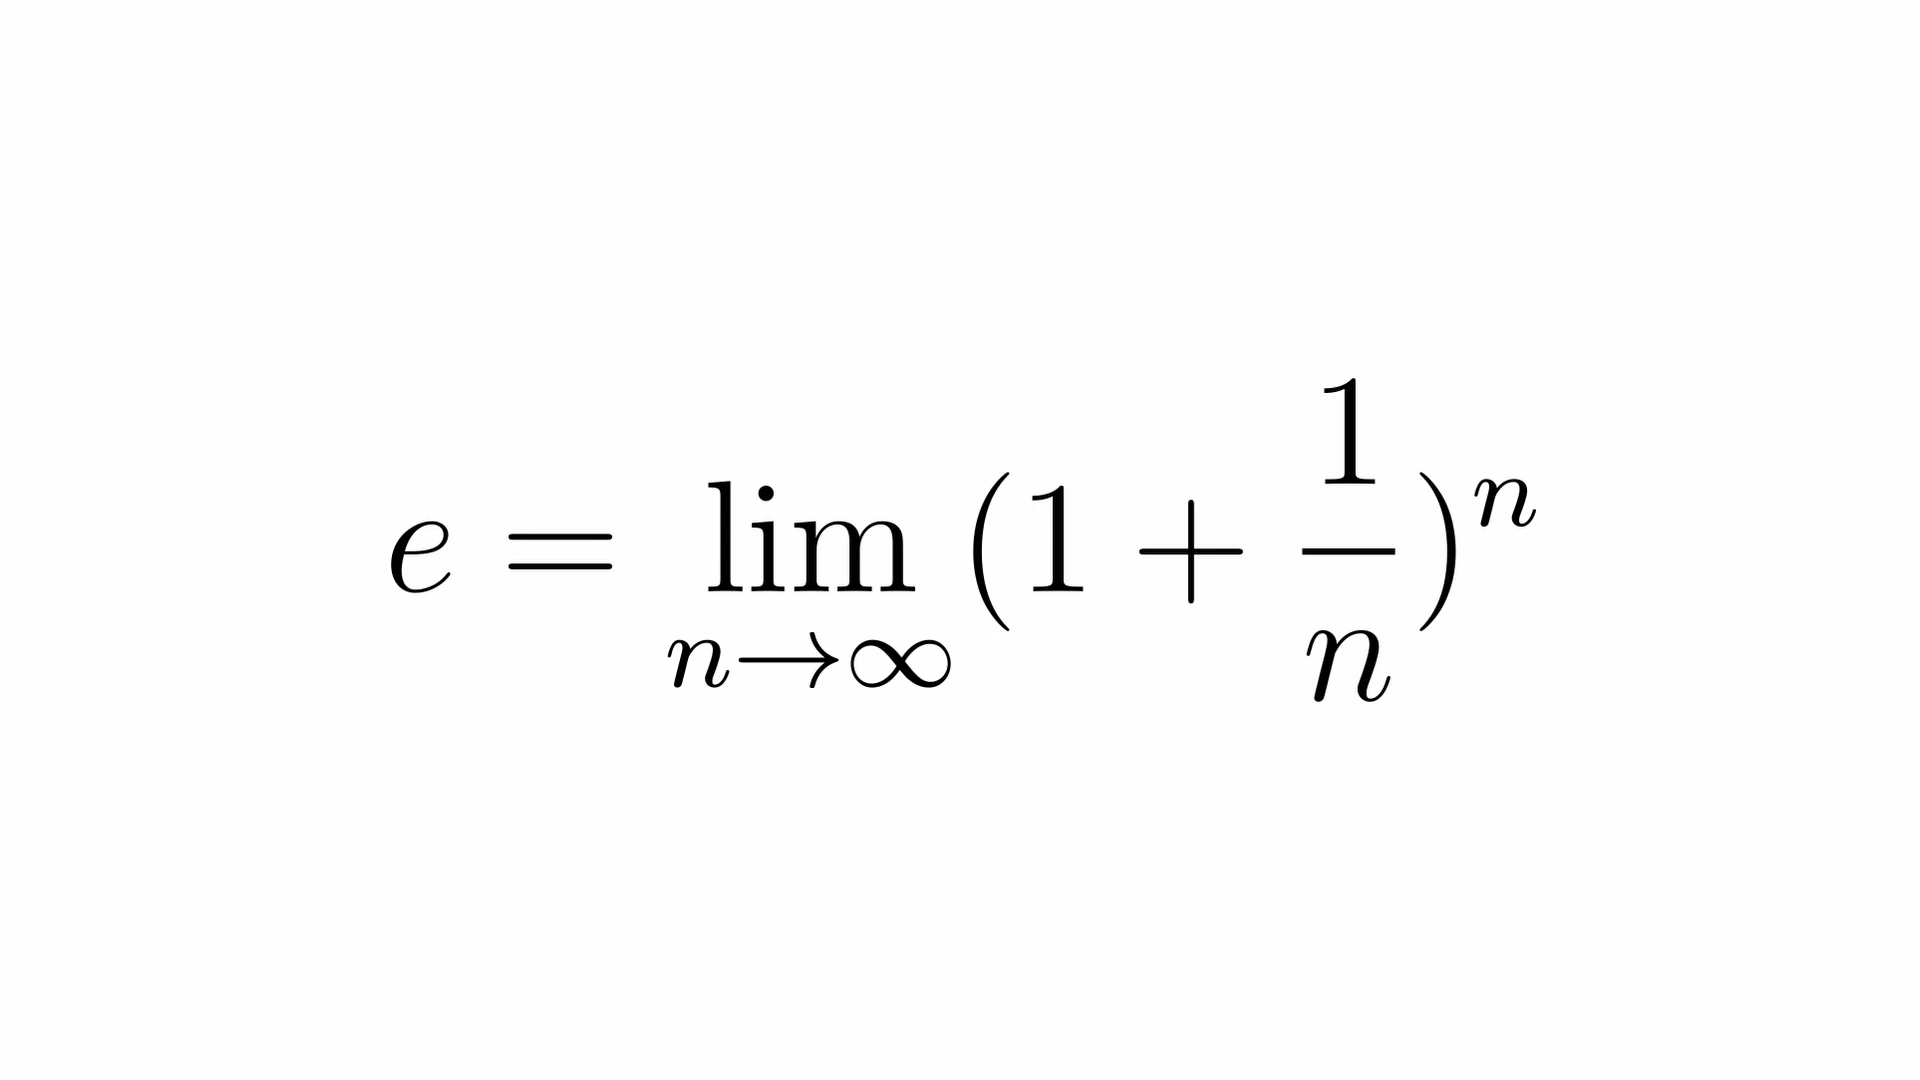 e = lim_{n→∞} (1 + 1/n)^n